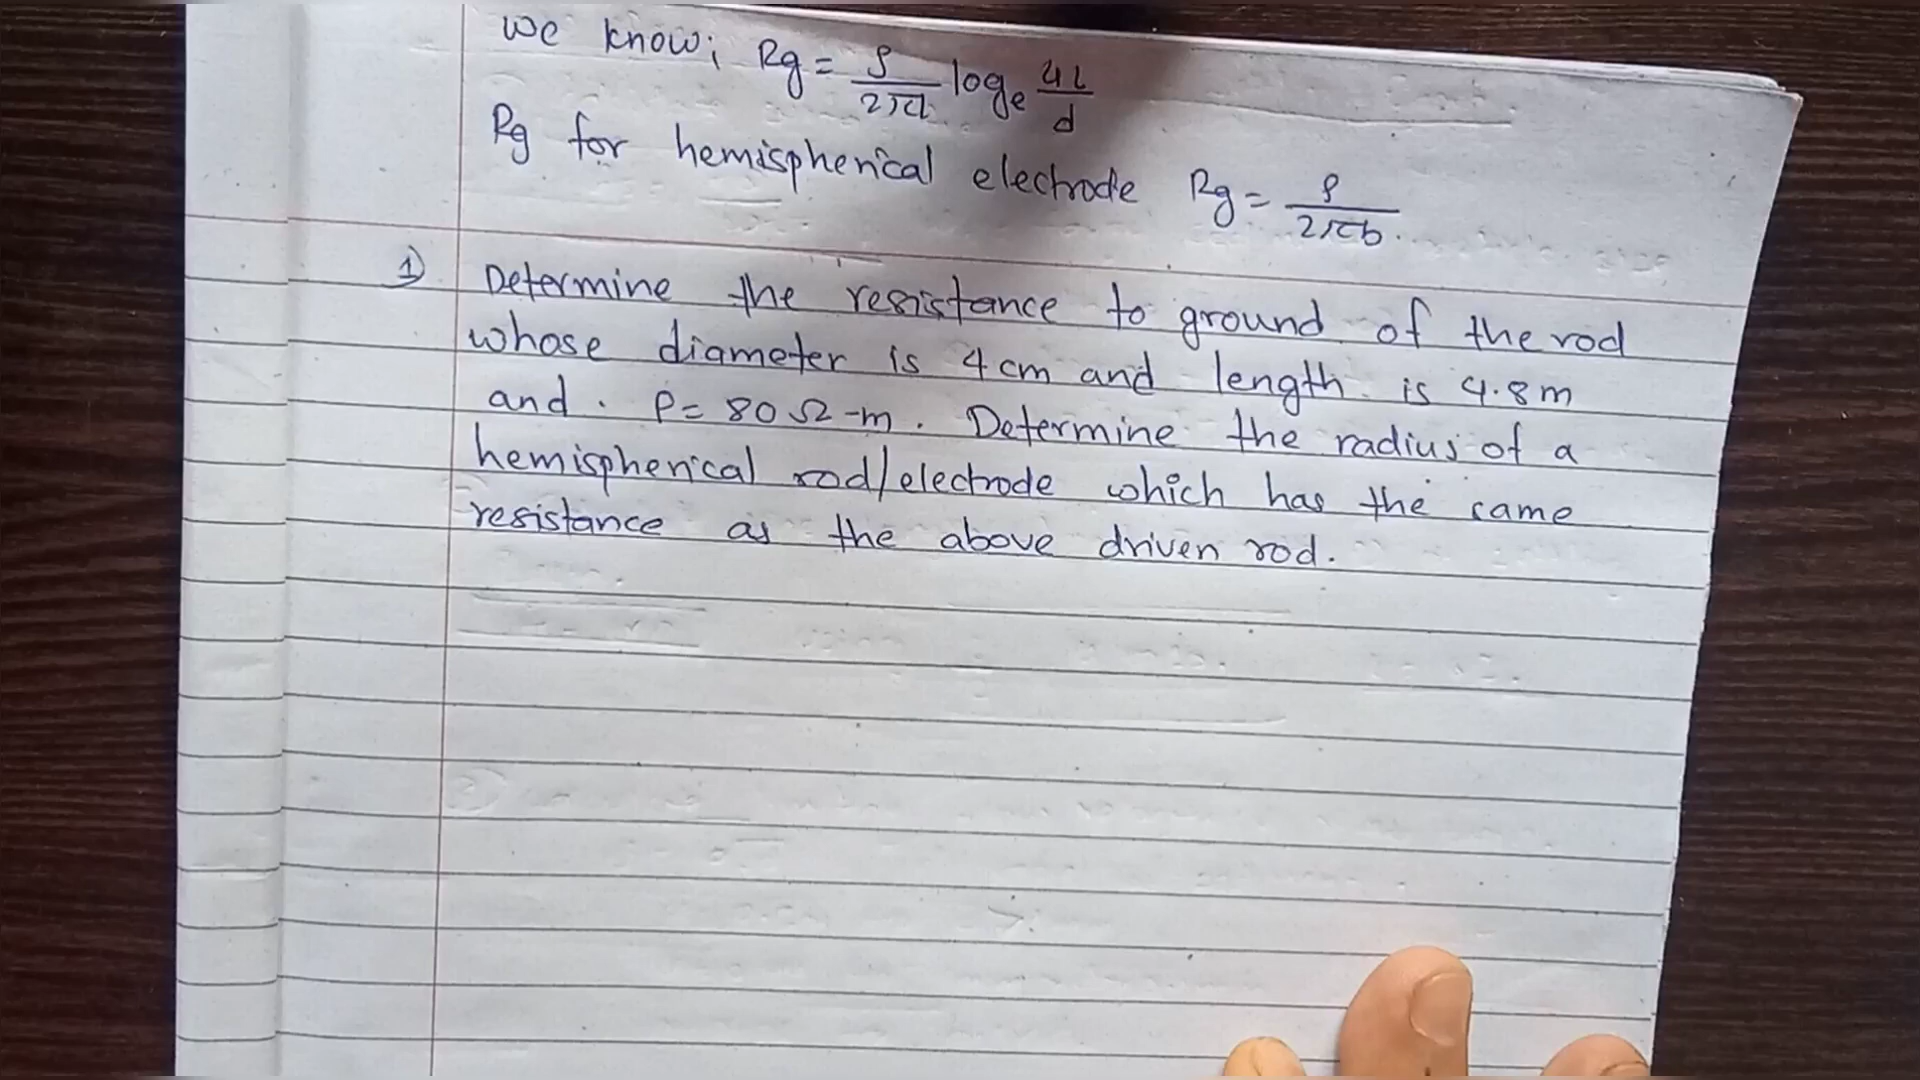 We know; Rg = ρ/2πl logₑ 4l/d
Rg for hemispherical electrode Rg = ρ/2πb.
1) Determine the resistance to ground of the rod
whose diameter is 4 cm and length is 4.8m
and . ρ = 80 Ω-m. Determine the radius of a
hemispherical rod/electrode which has the same
resistance as the above driven rod.